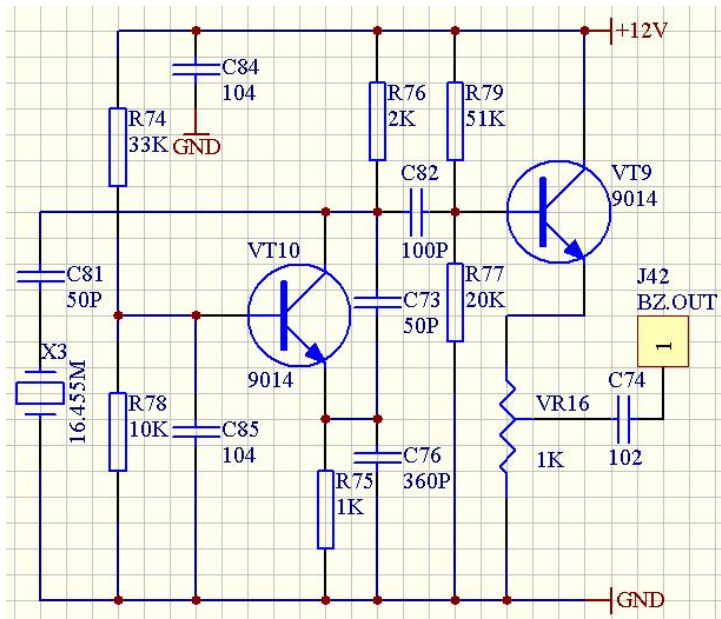 +12V
C84
104
GND
R74
33K
R76
2K
R79
51K
C82
100P
VT9
9014
C81
50P
VT10
9014
C73
50P
R77
20K
J42
BZ.OUT
1
X3
16.455M
R78
10K
C85
104
R75
1K
C76
360P
VR16
1K
C74
102
GND